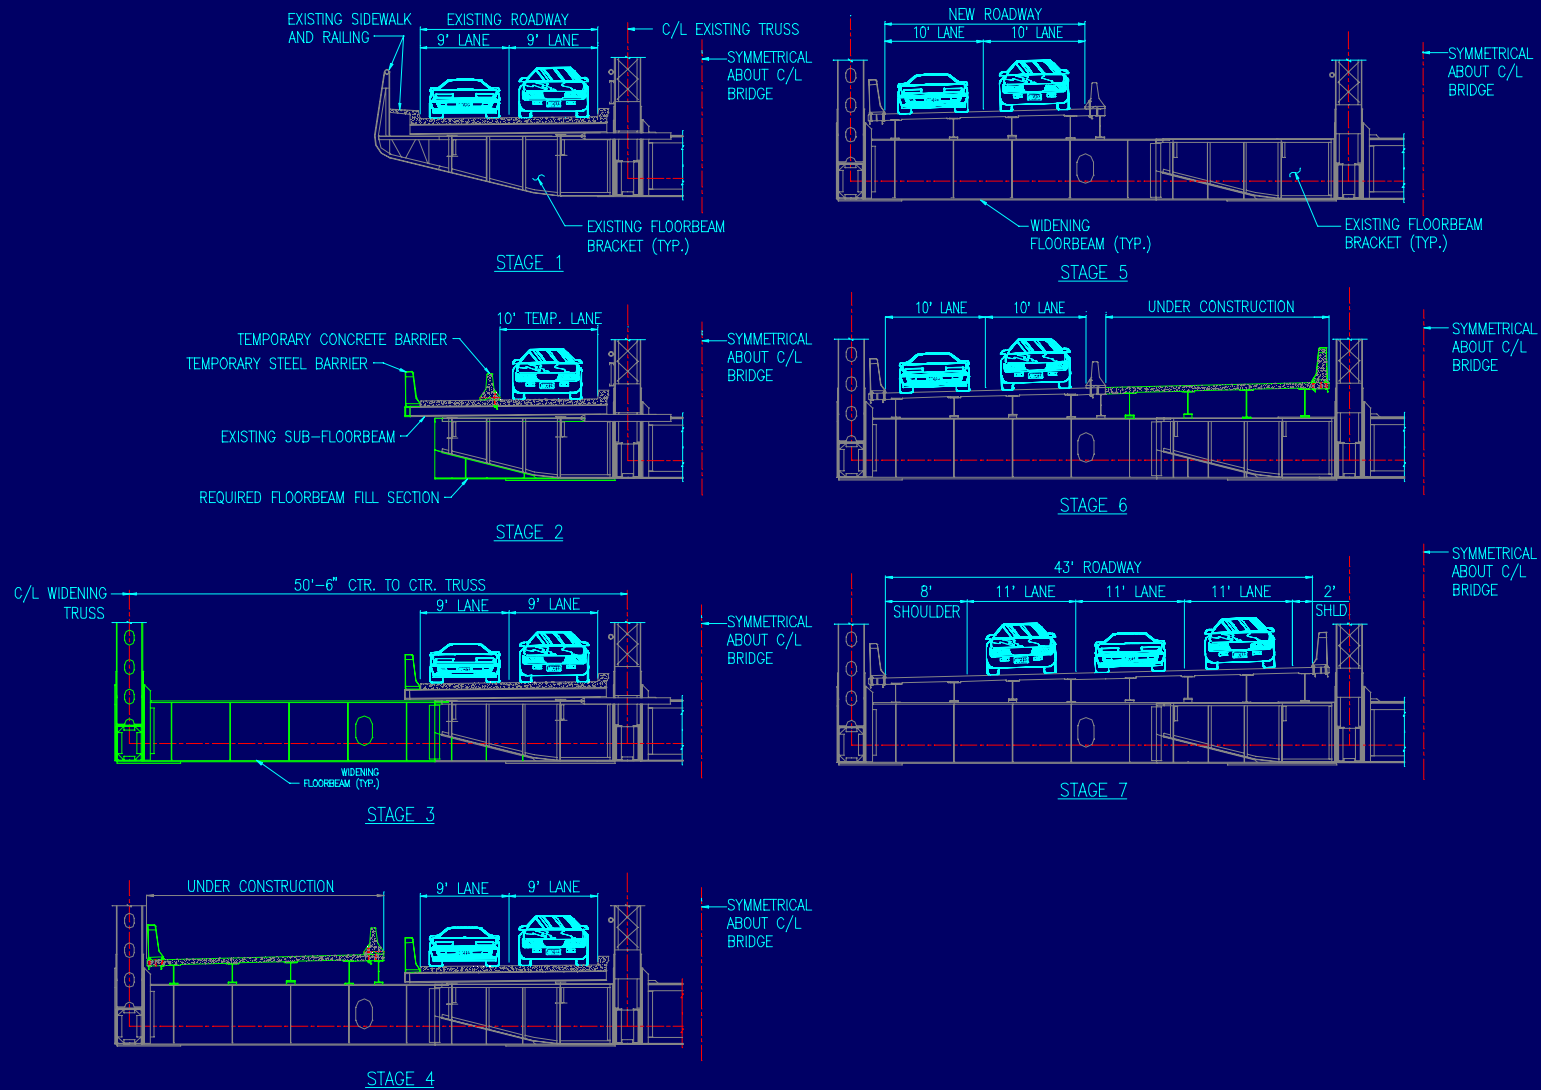 EXISTING SIDEWALK
AND RAILING
EXISTING ROADWAY
9' LANE
9' LANE
C/L EXISTING TRUSS
SYMMETRICAL
ABOUT C/L
BRIDGE
EXISTING FLOORBEAM
BRACKET (TYP.)
STAGE 1
10' TEMP. LANE
TEMPORARY CONCRETE BARRIER
TEMPORARY STEEL BARRIER
SYMMETRICAL
ABOUT C/L
BRIDGE
EXISTING SUB-FLOORBEAM
REQUIRED FLOORBEAM FILL SECTION
STAGE 2
C/L WIDENING
TRUSS
50'-6" CTR. TO CTR. TRUSS
9' LANE
9' LANE
SYMMETRICAL
ABOUT C/L
BRIDGE
WIDENING
FLOORBEAM (TYP.)
STAGE 3
UNDER CONSTRUCTION
9' LANE
9' LANE
SYMMETRICAL
ABOUT C/L
BRIDGE
STAGE 4
NEW ROADWAY
10' LANE
10' LANE
SYMMETRICAL
ABOUT C/L
BRIDGE
WIDENING
FLOORBEAM (TYP.)
EXISTING FLOORBEAM
BRACKET (TYP.)
STAGE 5
10' LANE
10' LANE
UNDER CONSTRUCTION
SYMMETRICAL
ABOUT C/L
BRIDGE
STAGE 6
43' ROADWAY
8'
SHOULDER
11' LANE
11' LANE
11' LANE
2'
SHLD.
SYMMETRICAL
ABOUT C/L
BRIDGE
STAGE 7